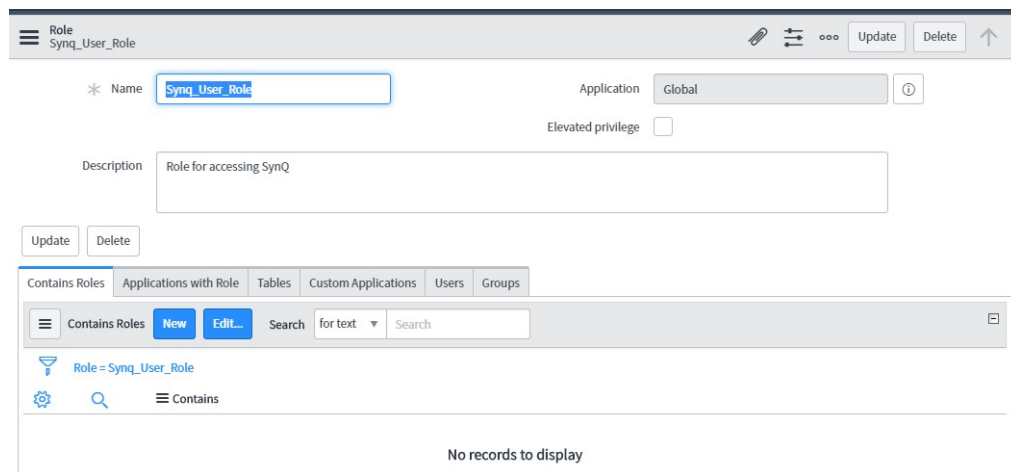 Role
Synq_User_Role
Update Delete
Name Synq_User_Role Application Global
Elevated privilege
Description Role for accessing SynQ
Update Delete
Contains Roles Applications with Role Tables Custom Applications Users Groups
Contains Roles New Edit... Search for text Search
Role = Synq_User_Role
Contains
No records to display